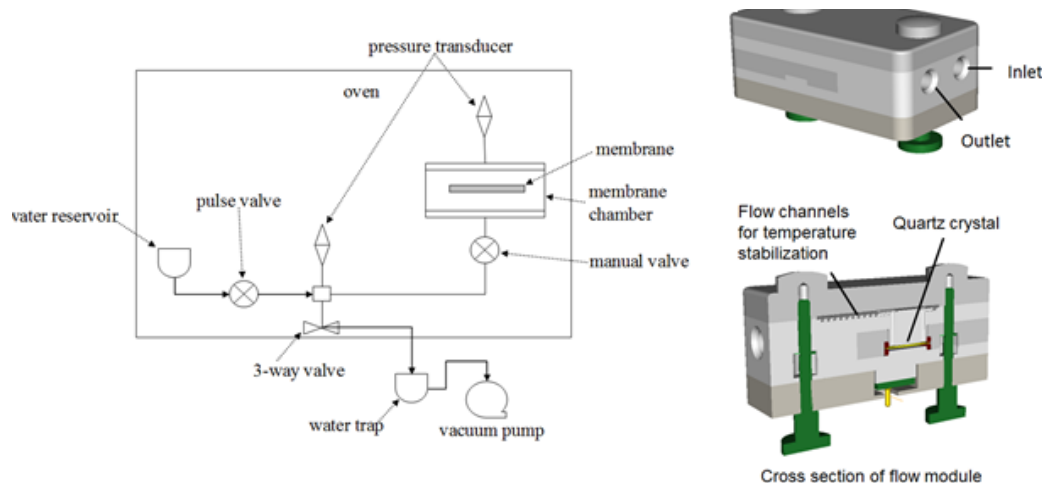 pressure transducer
oven
membrane
membrane
chamber
pulse valve
water reservoir
manual valve
3-way valve
water trap
vacuum pump
Inlet
Outlet
Flow channels
for temperature
stabilization
Quartz crystal
Cross section of flow module